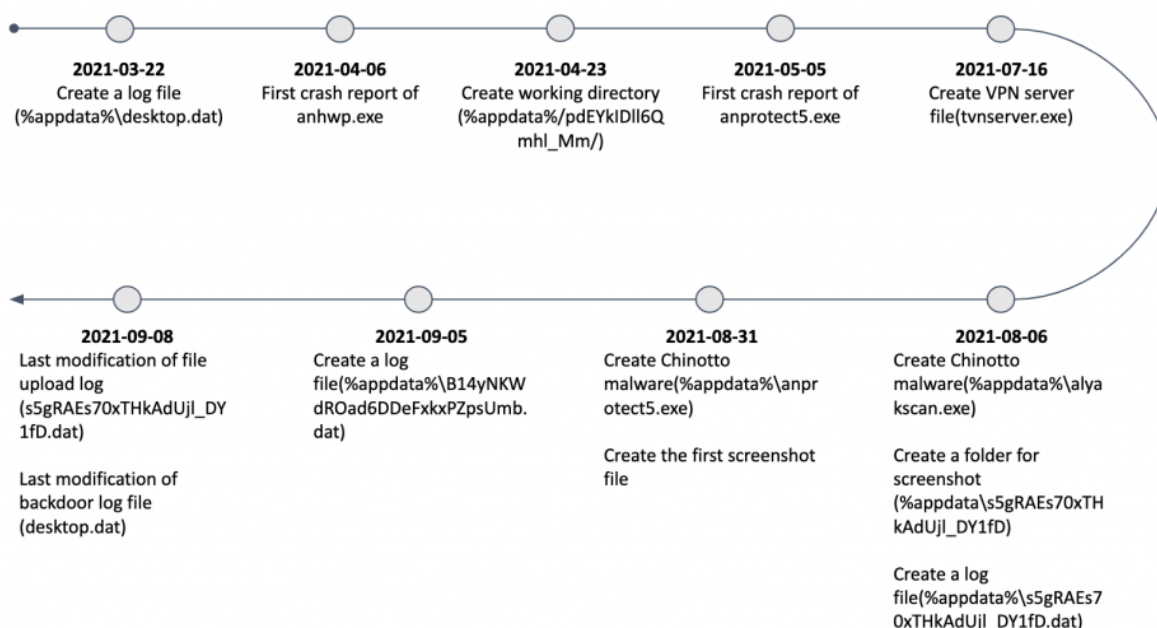 2021-03-22
Create a log file
(%appdata%\desktop.dat)
2021-04-06
First crash report of
anhwp.exe
2021-04-23
Create working directory
(%appdata%/pdEYkIDll6Q
mhl_Mm/)
2021-05-05
First crash report of
anprotect5.exe
2021-07-16
Create VPN server
file(tvnserver.exe)
2021-08-06
Create Chinotto
malware(%appdata%\alya
kscan.exe)
Create a folder for
screenshot
(%appdata\s5gRAEs70xTH
kAdUjl_DY1fD)
Create a log
file(%appdata%\s5gRAEs7
0xTHkAdUjl_DY1fD.dat)
2021-08-31
Create Chinotto
malware(%appdata%\anpr
otect5.exe)
Create the first screenshot
file
2021-09-05
Create a log
file(%appdata%\B14yNKW
dROad6DDeFxkxPZpsUmb.
dat)
2021-09-08
Last modification of file
upload log
(s5gRAEs70xTHkAdUjl_DY
1fD.dat)
Last modification of
backdoor log file
(desktop.dat)